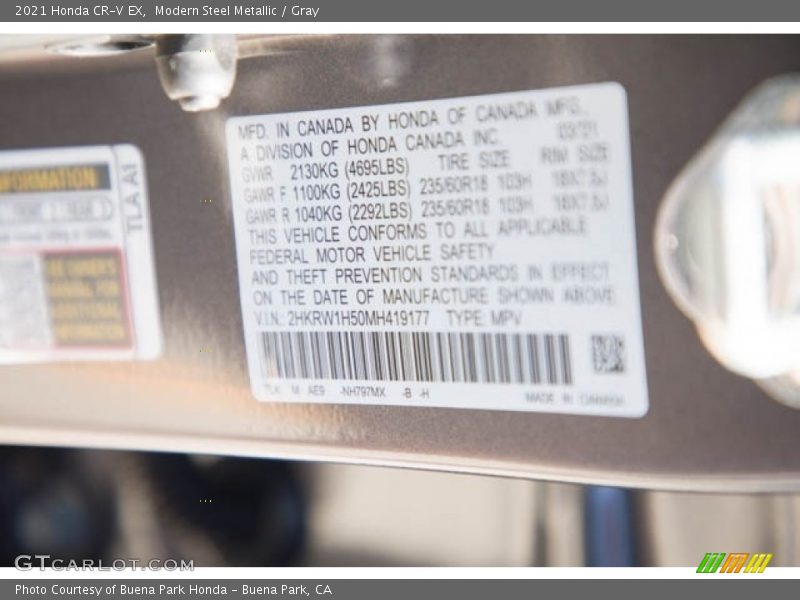 2021 Honda CR-V EX, Modern Steel Metallic / Gray
MFD. IN CANADA BY HONDA OF CANADA MFG.,
A DIVISION OF HONDA CANADA INC. 03/21
GVWR 2130KG (4695LBS) TIRE SIZE RIM SIZE
GAWR F 1100KG (2425LBS) 235/60R18 103H 18X7.5J
GAWR R 1040KG (2292LBS) 235/60R18 103H 18X7.5J
THIS VEHICLE CONFORMS TO ALL APPLICABLE
FEDERAL MOTOR VEHICLE SAFETY
AND THEFT PREVENTION STANDARDS IN EFFECT
ON THE DATE OF MANUFACTURE SHOWN ABOVE.
V.I.N.: 2HKRW1H50MH419177 TYPE: MPV
TLK M AE9 -NH797MX -B -H
MADE IN CANADA
INFORMATION
TLA A1
GTCARLOT.COM
Photo Courtesy of Buena Park Honda - Buena Park, CA